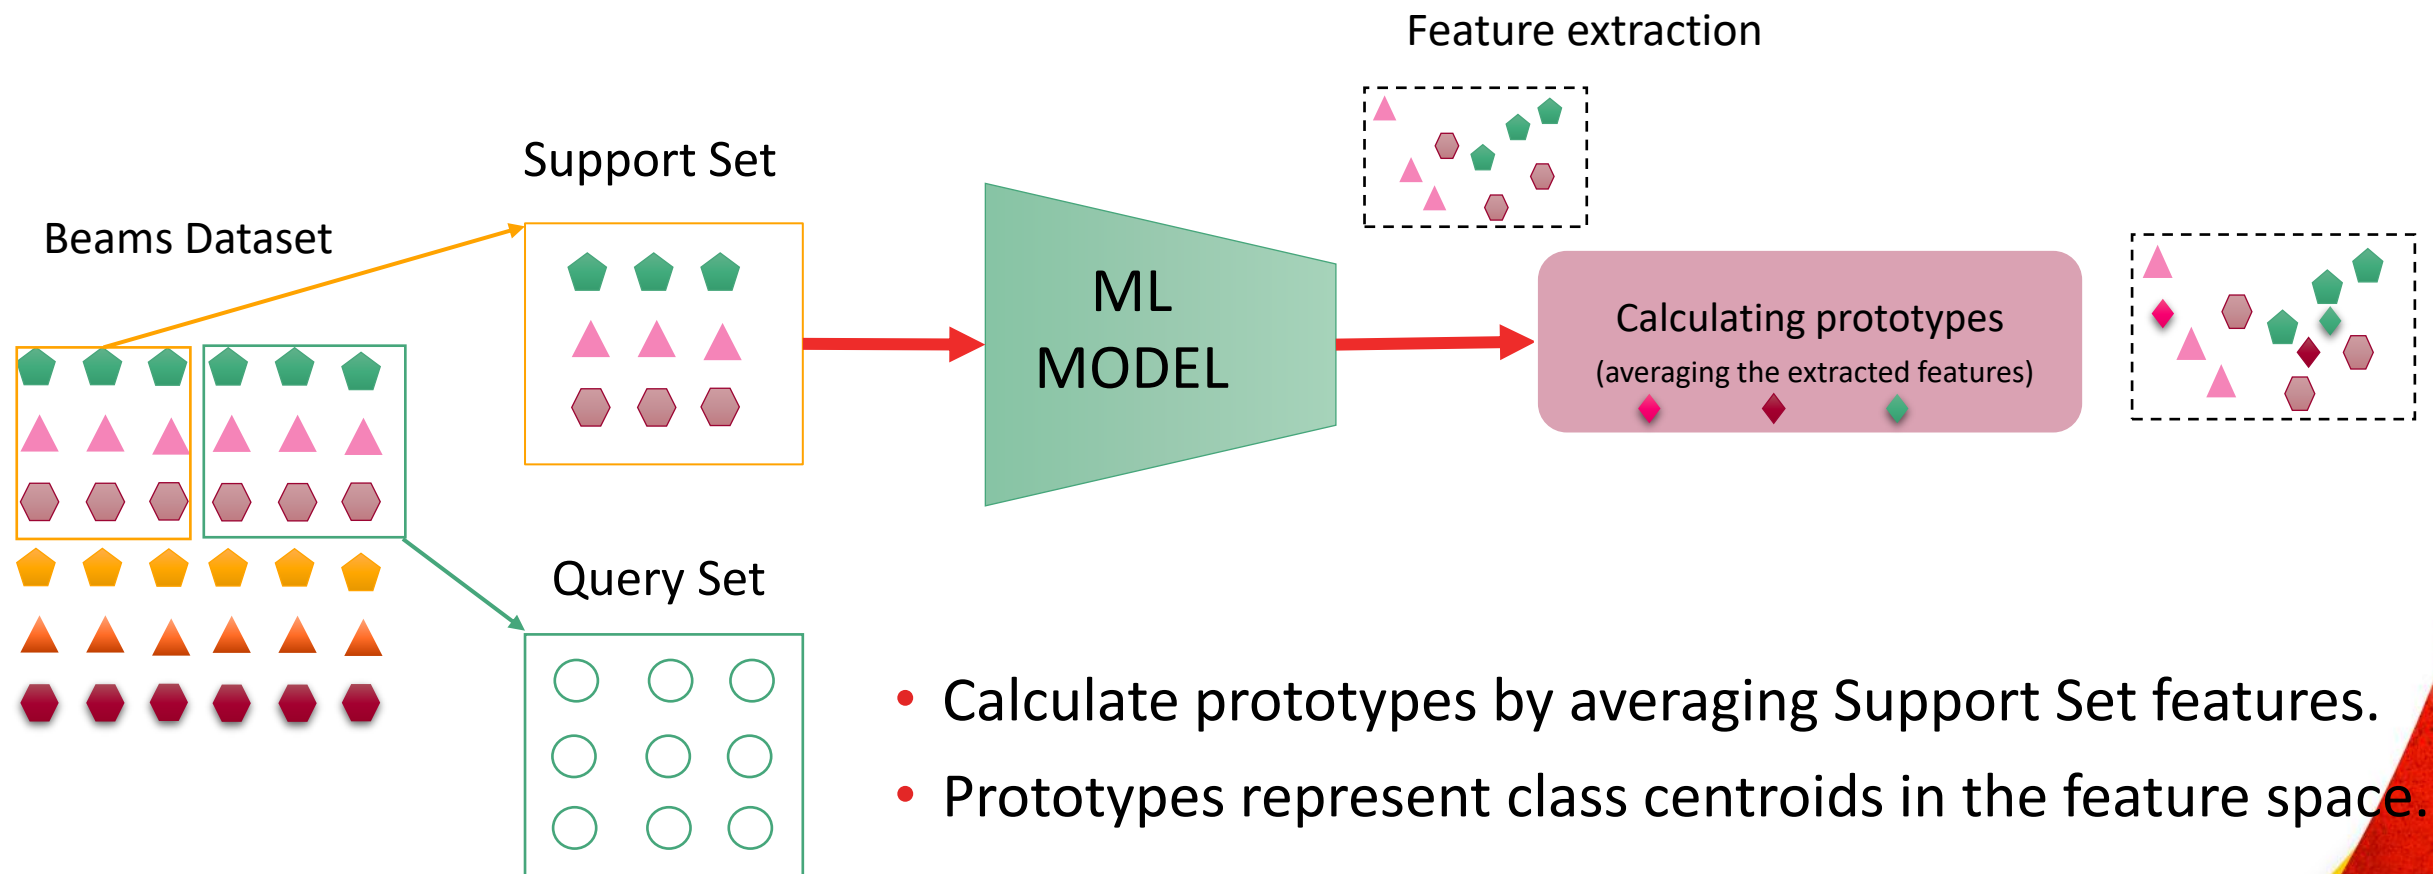 Feature extraction
Support Set
Beams Dataset
ML
MODEL
Calculating prototypes
(averaging the extracted features)
Query Set
• Calculate prototypes by averaging Support Set features.
• Prototypes represent class centroids in the feature space.